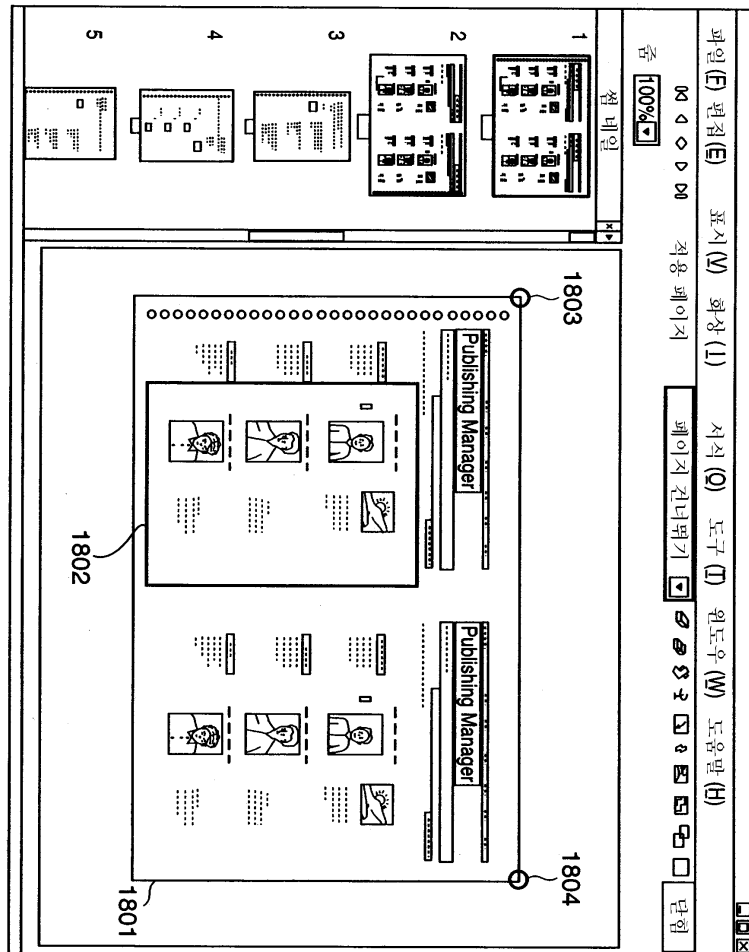 파일 (F) 편집 (E) 표시 (V) 화상 (I) 서식 (O) 도구 (T) 윈도우 (W) 도움말 (H)
적용 페이지 페이지 건너뛰기 닫힘
줌 100%
썸 네일
1
2
3
4
5
1803
1804
Publishing Manager
Publishing Manager
1802
1801